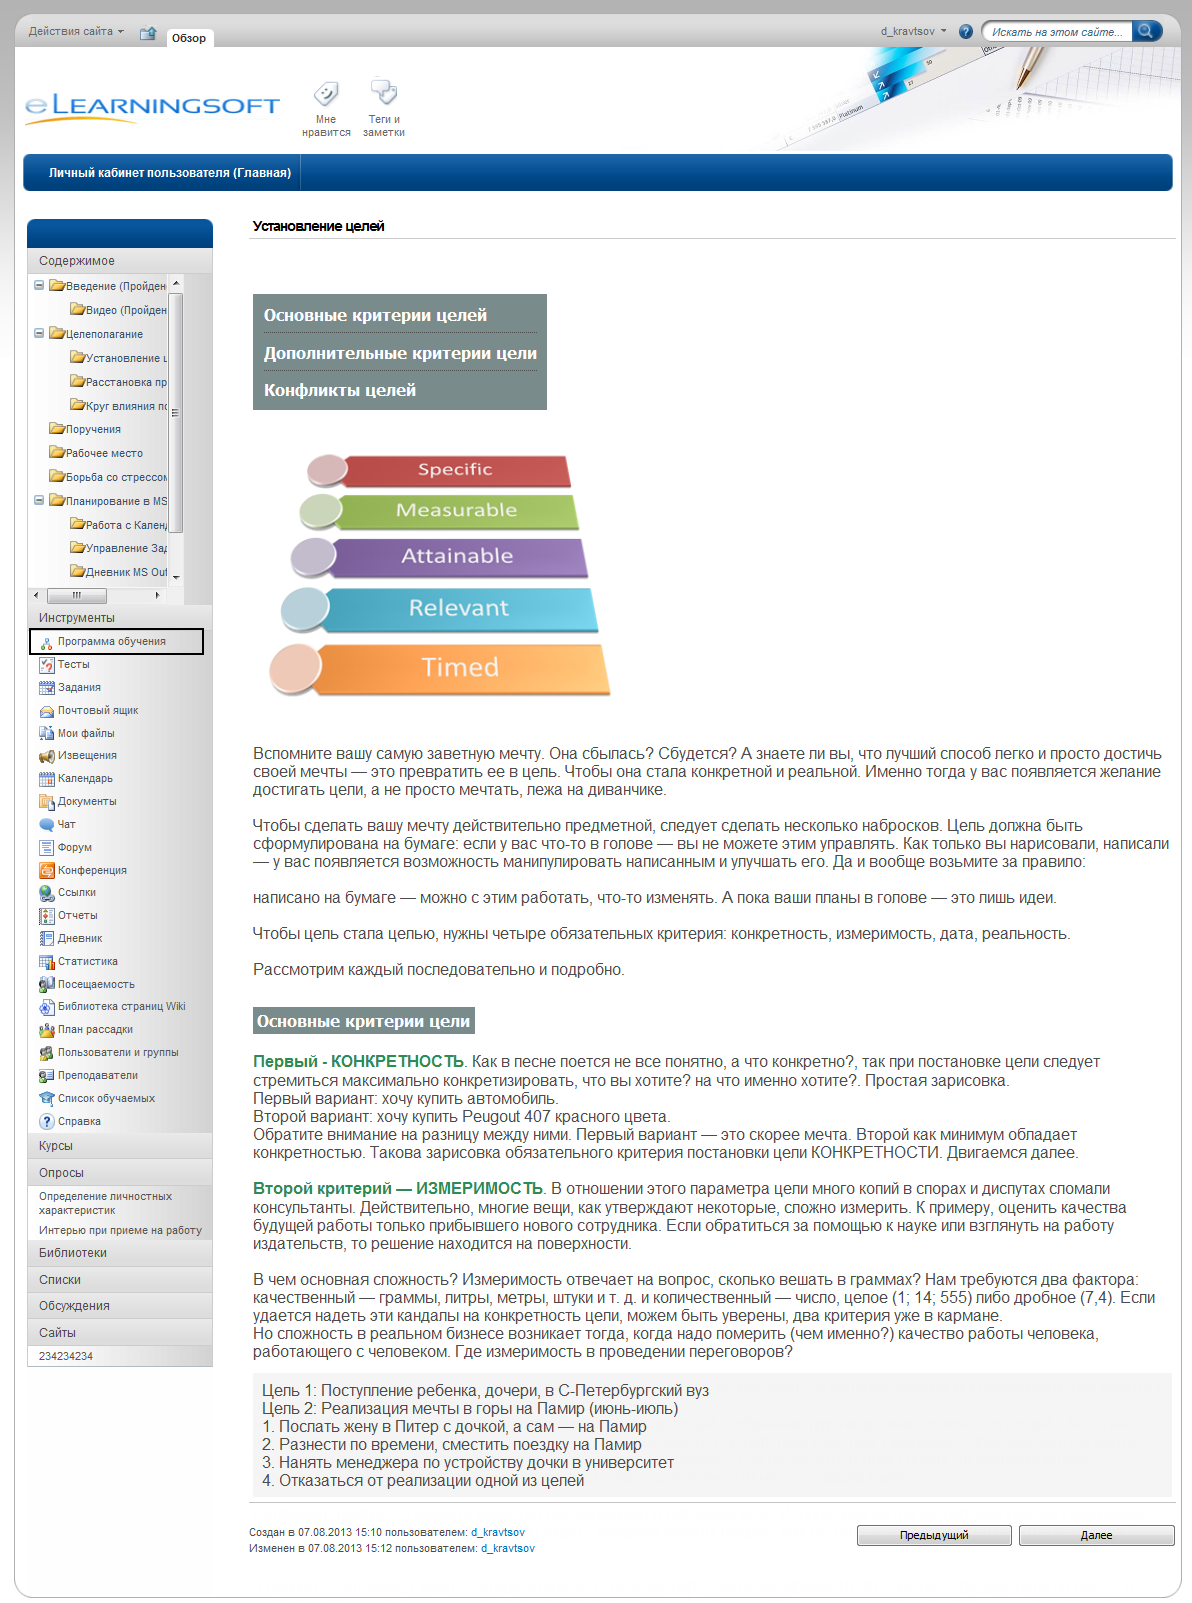 Действия сайта
Обзор
d_kravtsov
Искать на этом сайте...
eLearningsoft
Мне нравится
Теги и заметки
Личный кабинет пользователя (Главная)
Содержимое
Введение (Пройден
Видео (Пройден
Целеполагание
Установление ц
Расстановка пр
Круг влияния по
Поручения
Рабочее место
Борьба со стрессом
Планирование в MS
Работа с Календ
Управление Зад
Дневник MS Out
Инструменты
Программа обучения
Тесты
Задания
Почтовый ящик
Мои файлы
Извещения
Календарь
Документы
Чат
Форум
Конференция
Ссылки
Отчеты
Дневник
Статистика
Посещаемость
Библиотека страниц Wiki
План рассадки
Пользователи и группы
Преподаватели
Список обучаемых
Справка
Курсы
Опросы
Определение личностных
характеристик
Интерью при приеме на работу
Библиотеки
Списки
Обсуждения
Сайты
234234234
Установление целей
Основные критерии целей
Дополнительные критерии цели
Конфликты целей
Specific
Measurable
Attainable
Relevant
Timed
Вспомните вашу самую заветную мечту. Она сбылась? Сбудется? А знаете ли вы, что лучший способ легко и просто достичь
своей мечты — это превратить ее в цель. Чтобы она стала конкретной и реальной. Именно тогда у вас появляется желание
достигать цели, а не просто мечтать, лежа на диванчике.
Чтобы сделать вашу мечту действительно предметной, следует сделать несколько набросков. Цель должна быть
сформулирована на бумаге: если у вас что-то в голове — вы не можете этим управлять. Как только вы нарисовали, написали
— у вас появляется возможность манипулировать написанным и улучшать его. Да и вообще возьмите за правило:
написано на бумаге — можно с этим работать, что-то изменять. А пока ваши планы в голове — это лишь идеи.
Чтобы цель стала целью, нужны четыре обязательных критерия: конкретность, измеримость, дата, реальность.
Рассмотрим каждый последовательно и подробно.
Основные критерии цели
Первый - КОНКРЕТНОСТЬ. Как в песне поется не все понятно, а что конкретно?, так при постановке цели следует
стремиться максимально конкретизировать, что вы хотите? на что именно хотите?. Простая зарисовка.
Первый вариант: хочу купить автомобиль.
Второй вариант: хочу купить Peugout 407 красного цвета.
Обратите внимание на разницу между ними. Первый вариант — это скорее мечта. Второй как минимум обладает
конкретностью. Такова зарисовка обязательного критерия постановки цели КОНКРЕТНОСТИ. Двигаемся далее.
Второй критерий — ИЗМЕРИМОСТЬ. В отношении этого параметра цели много копий в спорах и диспутах сломали
консультанты. Действительно, многие вещи, как утверждают некоторые, сложно измерить. К примеру, оценить качества
будущей работы только прибывшего нового сотрудника. Если обратиться за помощью к науке или взглянуть на работу
издательств, то решение находится на поверхности.
В чем основная сложность? Измеримость отвечает на вопрос, сколько вешать в граммах? Нам требуются два фактора:
качественный — граммы, литры, метры, штуки и т. д. и количественный — число, целое (1; 14; 555) либо дробное (7,4). Если
удается надеть эти кандалы на конкретность цели, можем быть уверены, два критерия уже в кармане.
Но сложность в реальном бизнесе возникает тогда, когда надо померить (чем именно?) качество работы человека,
работающего с человеком. Где измеримость в проведении переговоров?
Цель 1: Поступление ребенка, дочери, в С-Петербургский вуз
Цель 2: Реализация мечты в горы на Памир (июнь-июль)
1. Послать жену в Питер с дочкой, а сам — на Памир
2. Разнести по времени, сместить поездку на Памир
3. Нанять менеджера по устройству дочки в университет
4. Отказаться от реализации одной из целей
Создан в 07.08.2013 15:10 пользователем: d_kravtsov
Изменен в 07.08.2013 15:12 пользователем: d_kravtsov
Предыдущий
Далее